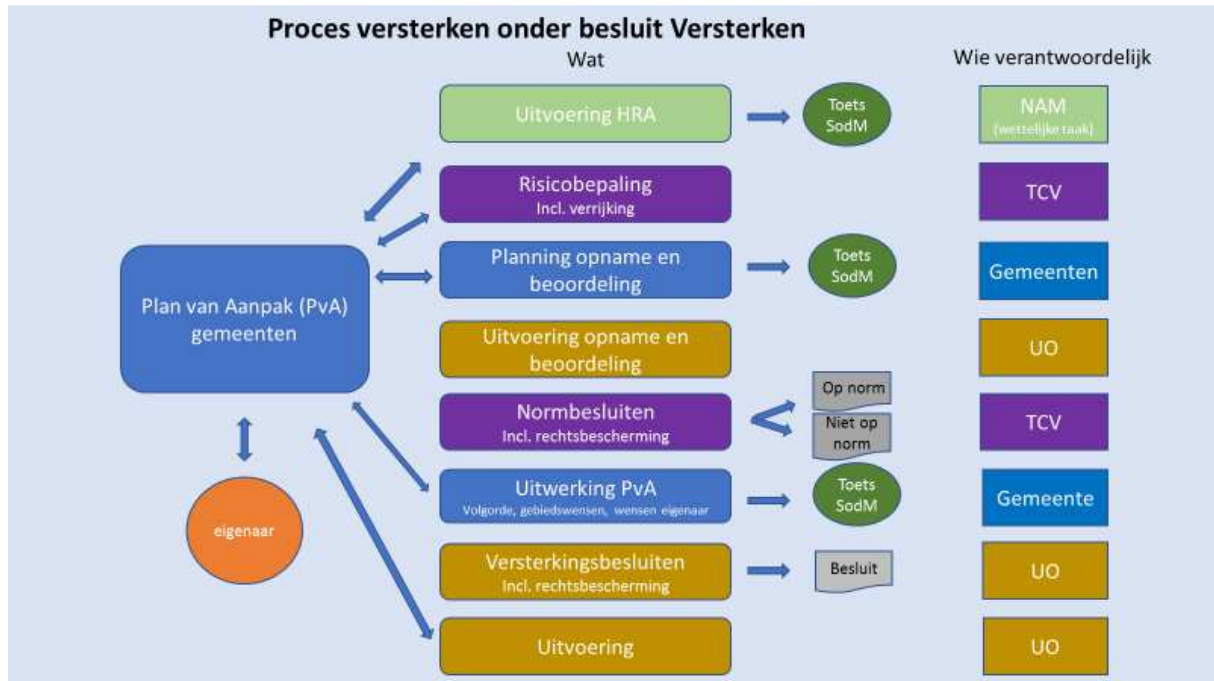 Proces versterken onder besluit Versterken
Wat
Wie verantwoordelijk
Uitvoering HRA
Toets
SodM
NAM
(wettelijke taak)
Risicobepaling
Incl. verrijking
TCV
Planning opname en
beoordeling
Toets
SodM
Gemeenten
Plan van Aanpak (PvA)
gemeenten
Uitvoering opname en
beoordeling
UO
Normbesluiten
Incl. rechtsbescherming
Op norm
Niet op
norm
TCV
Uitwerking PvA
Volgorde, gebiedswensen, wensen eigenaar
Toets
SodM
Gemeente
eigenaar
Versterkingsbesluiten
Incl. rechtsbescherming
Besluit
UO
Uitvoering
UO